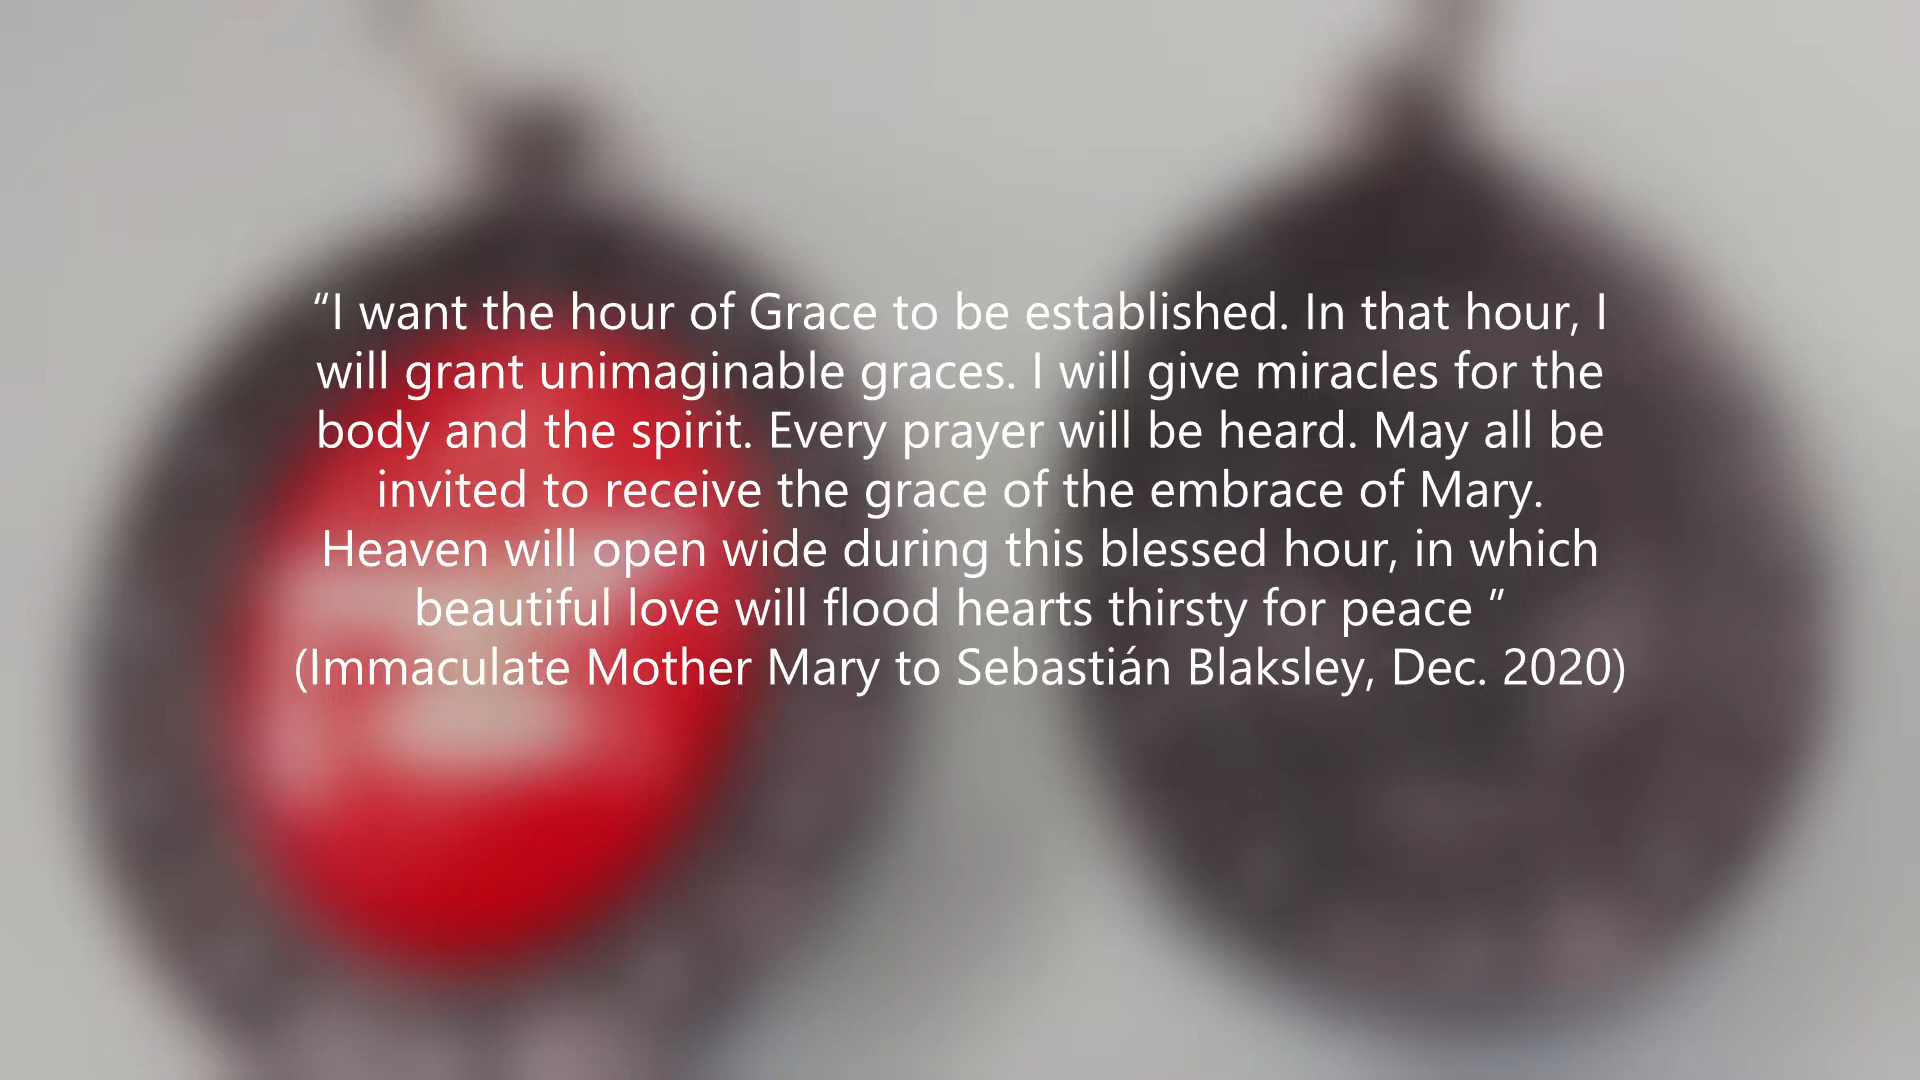 “I want the hour of Grace to be established. In that hour, I
will grant unimaginable graces. I will give miracles for the
body and the spirit. Every prayer will be heard. May all be
invited to receive the grace of the embrace of Mary.
Heaven will open wide during this blessed hour, in which
beautiful love will flood hearts thirsty for peace ”
(Immaculate Mother Mary to Sebastián Blaksley, Dec. 2020)